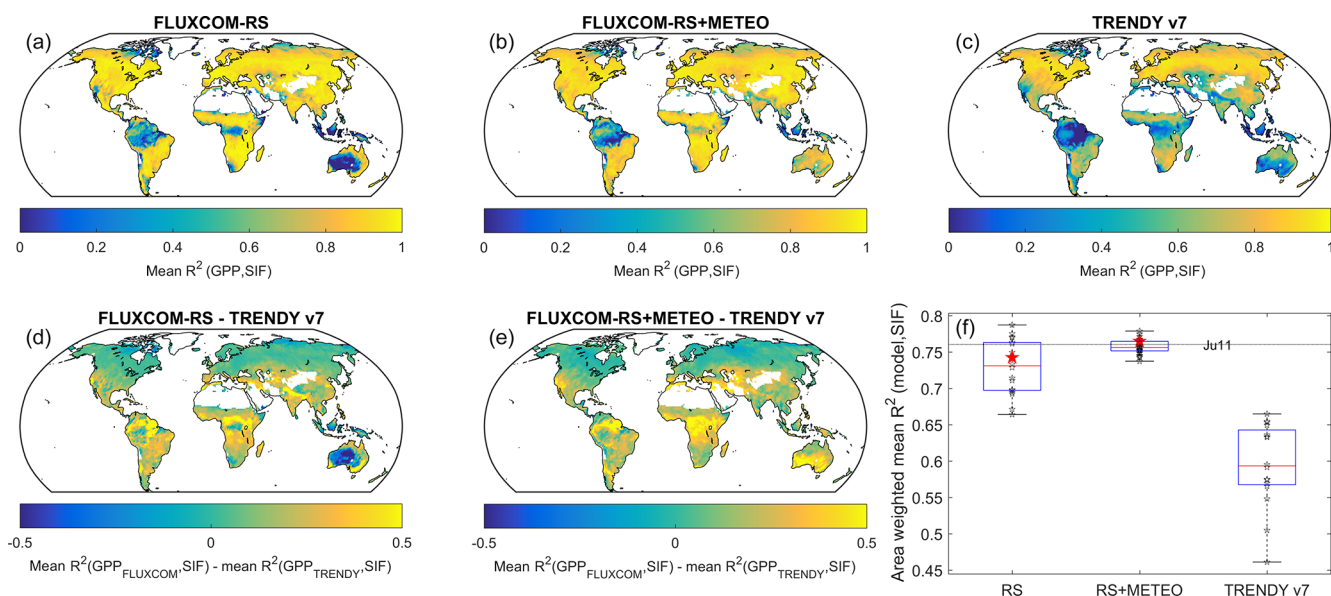 FLUXCOM-RS
FLUXCOM-RS+METEO
TRENDY v7
(a)
(b)
(c)
0 0.2 0.4 0.6 0.8 1
0 0.2 0.4 0.6 0.8 1
0 0.2 0.4 0.6 0.8 1
Mean R² (GPP,SIF)
Mean R² (GPP,SIF)
Mean R² (GPP,SIF)
FLUXCOM-RS - TRENDY v7
FLUXCOM-RS+METEO - TRENDY v7
(d)
(e)
-0.5 0 0.5
-0.5 0 0.5
Mean R²(GPP_FLUXCOM,SIF) - mean R²(GPP_TRENDY,SIF)
Mean R²(GPP_FLUXCOM,SIF) - mean R²(GPP_TRENDY,SIF)
(f)
Area weighted mean R² (model,SIF)
0.8
0.75
0.7
0.65
0.6
0.55
0.5
0.45
Ju11
RS RS+METEO TRENDY v7